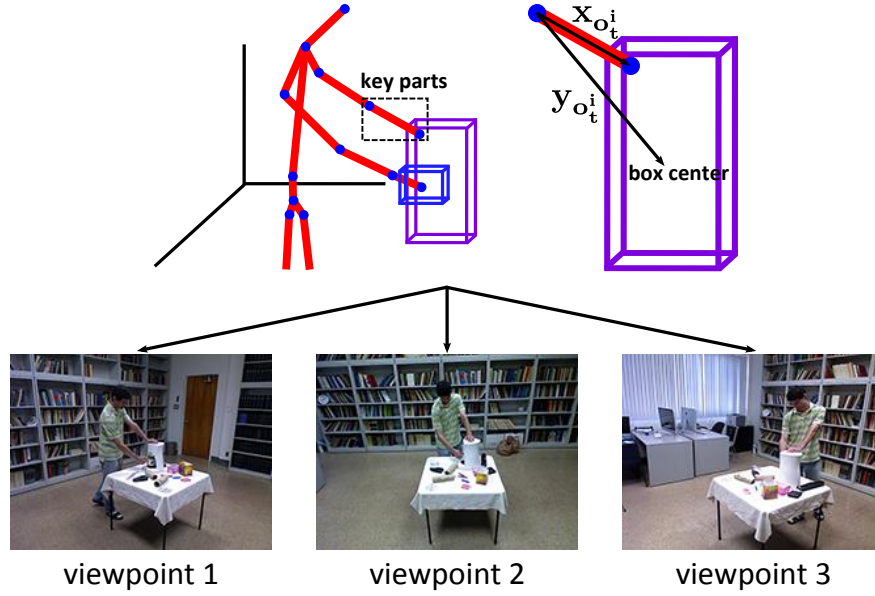 key parts
x_{o_t^i}
y_{o_t^i}
box center
viewpoint 1
viewpoint 2
viewpoint 3